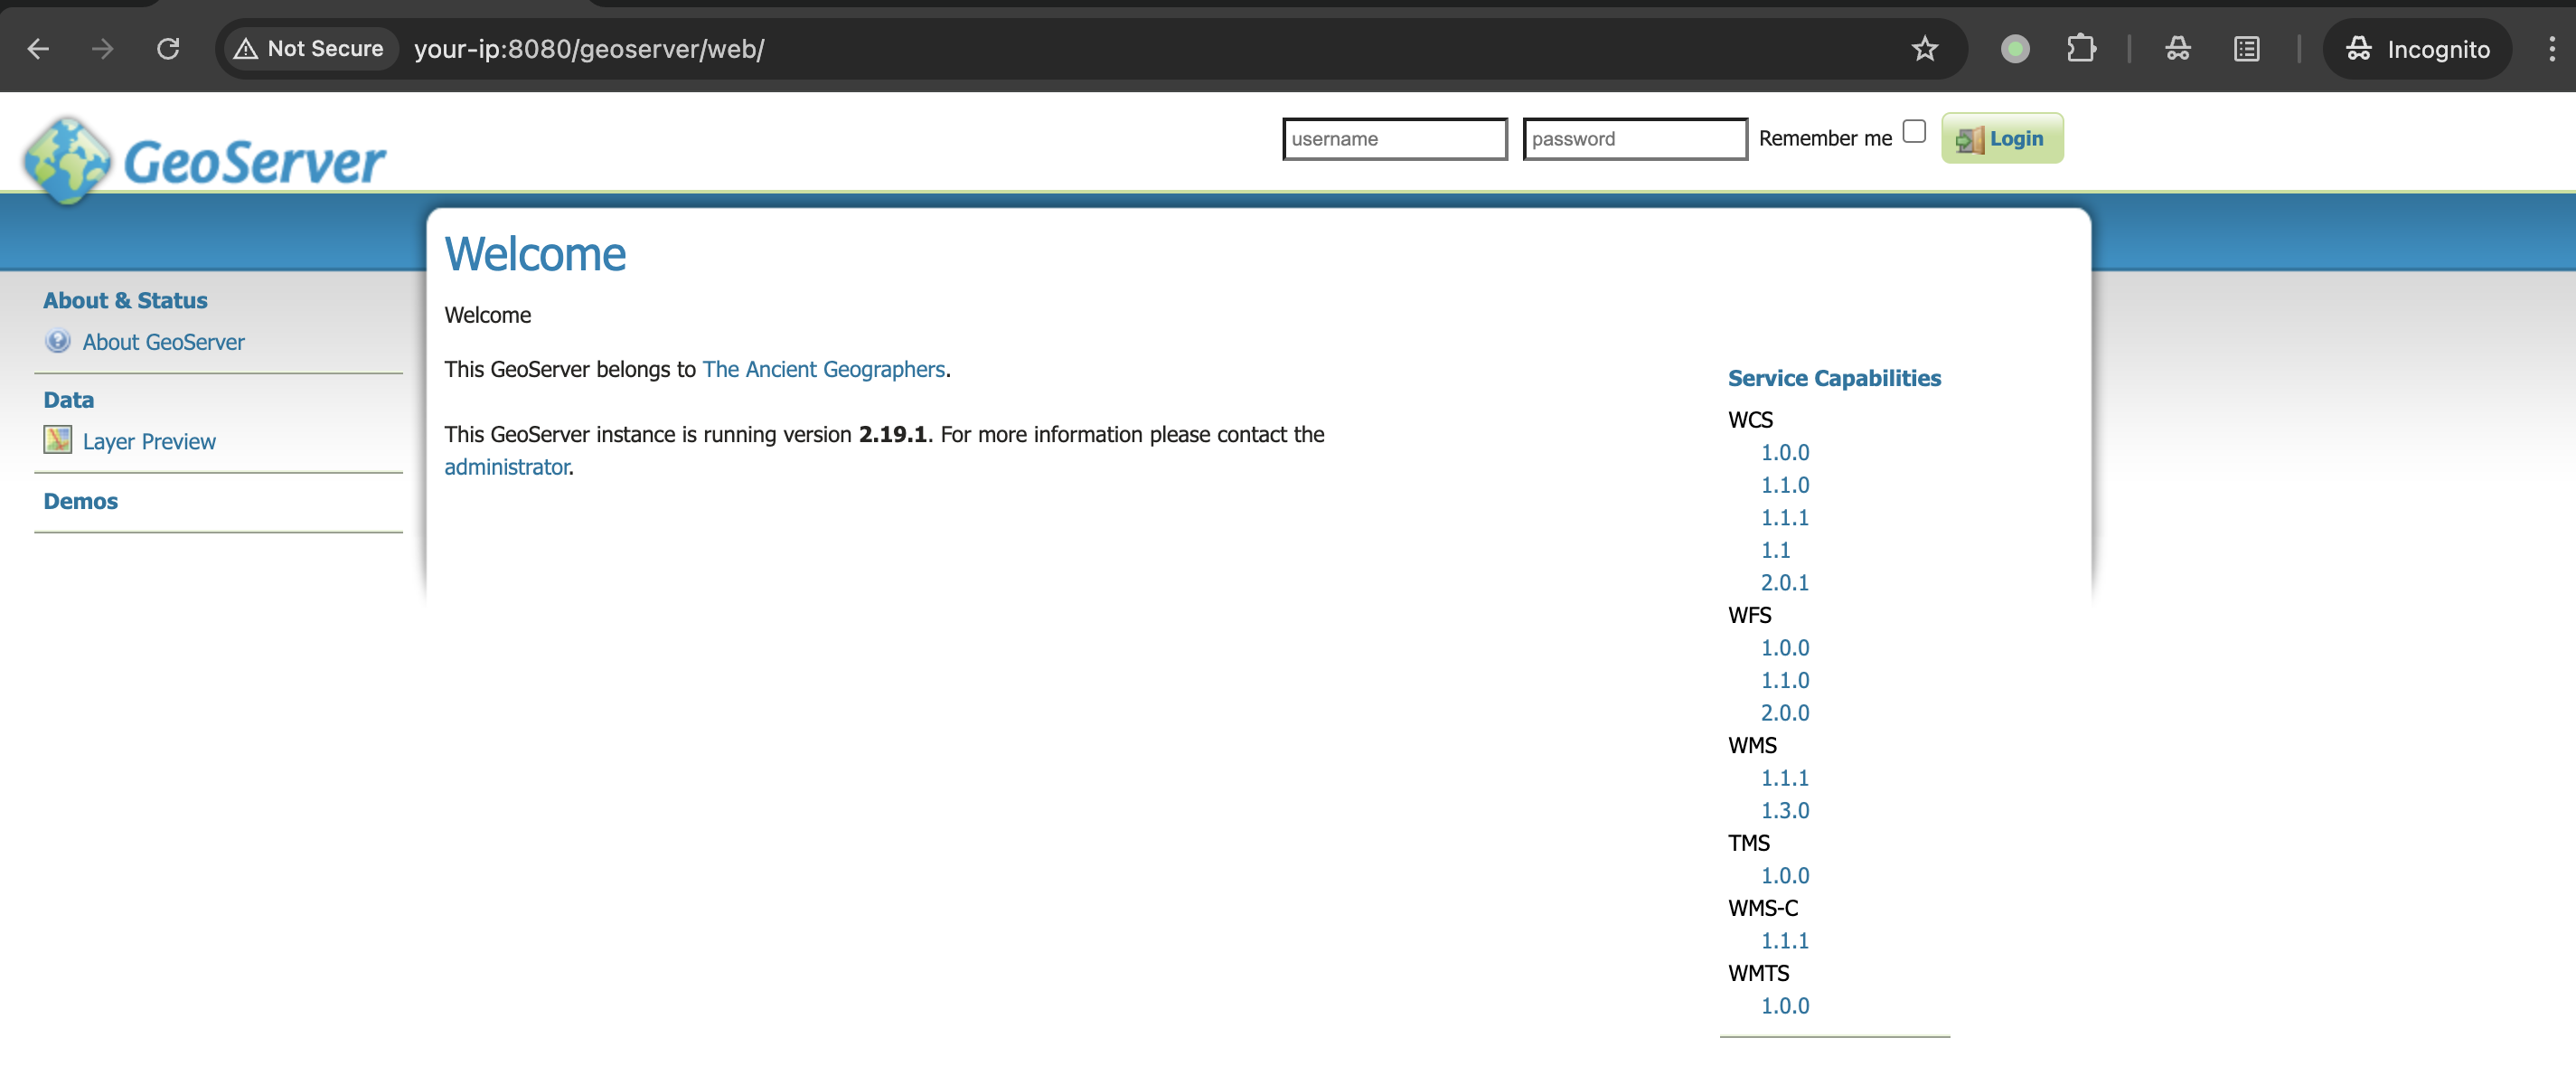 Not Secure your-ip:8080/geoserver/web/ Incognito
GeoServer
username password Remember me Login
About & Status
About GeoServer
Data
Layer Preview
Demos
Welcome
Welcome
This GeoServer belongs to The Ancient Geographers.
This GeoServer instance is running version 2.19.1. For more information please contact the
administrator.
Service Capabilities
WCS
1.0.0
1.1.0
1.1.1
1.1
2.0.1
WFS
1.0.0
1.1.0
2.0.0
WMS
1.1.1
1.3.0
TMS
1.0.0
WMS-C
1.1.1
WMTS
1.0.0